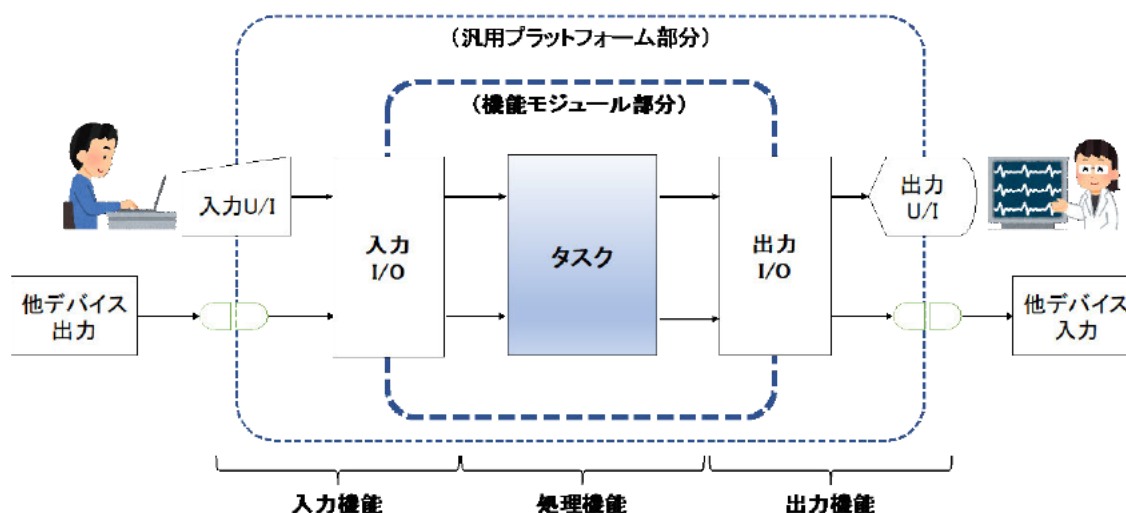 (汎用プラットフォーム部分)
(機能モジュール部分)
入力U/I
入力
I/O
タスク
出力
I/O
出力
U/I
他デバイス
出力
他デバイス
入力
入力機能
処理機能
出力機能